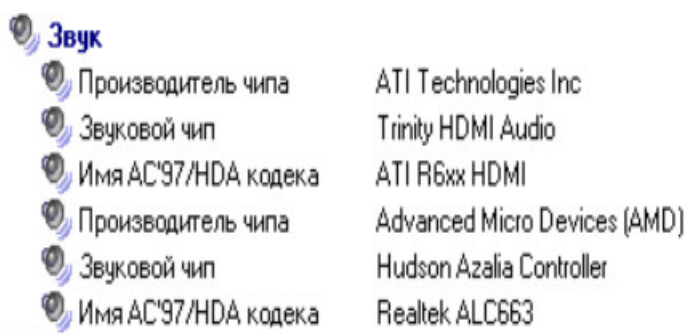 Звук
Производитель чипа ATI Technologies Inc
Звуковой чип Trinity HDMI Audio
Имя AC'97/HDA кодека ATI R6xx HDMI
Производитель чипа Advanced Micro Devices (AMD)
Звуковой чип Hudson Azalia Controller
Имя AC'97/HDA кодека Realtek ALC663